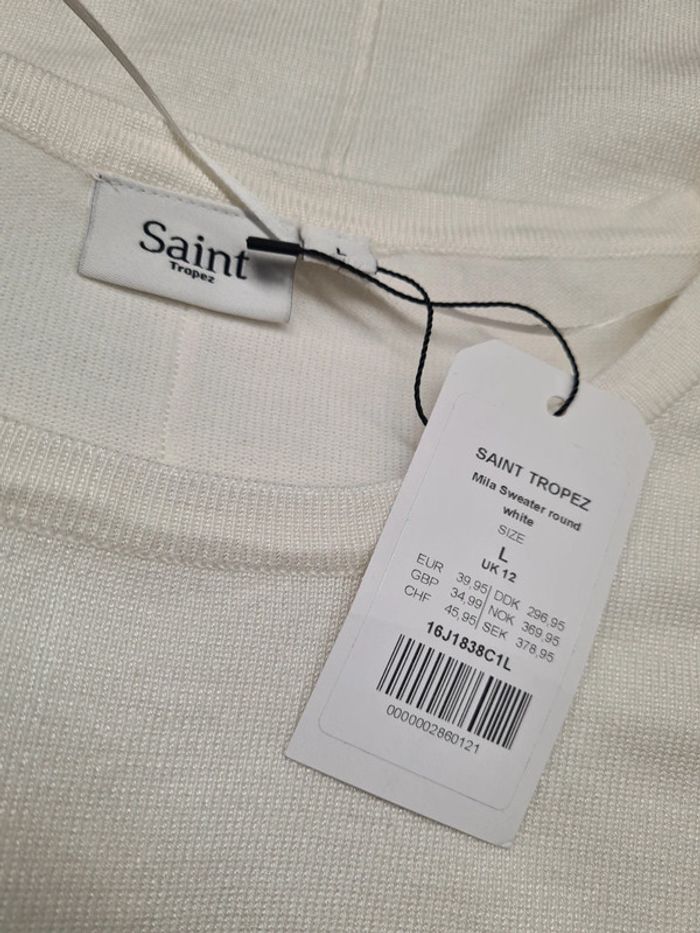 Saint
Tropez
L
SAINT TROPEZ
Mila Sweater round
white
SIZE
L
UK 12
EUR 39,95 DDK 296,95
GBP 34,99 NOK 369,95
CHF 45,95 SEK 378,95
16J1838C1L
0000002860121